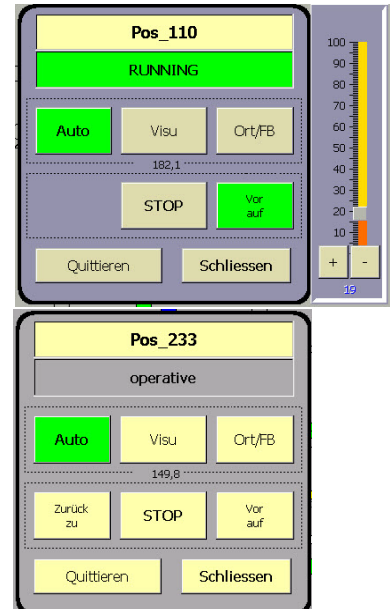 Pos_110
RUNNING
Auto Visu Ort/FB
182,1
STOP Vor auf
Quittieren Schliessen
100
90
80
70
60
50
40
30
20
10
+ -
19
Pos_233
operative
Auto Visu Ort/FB
149,8
Zurück zu STOP Vor auf
Quittieren Schliessen